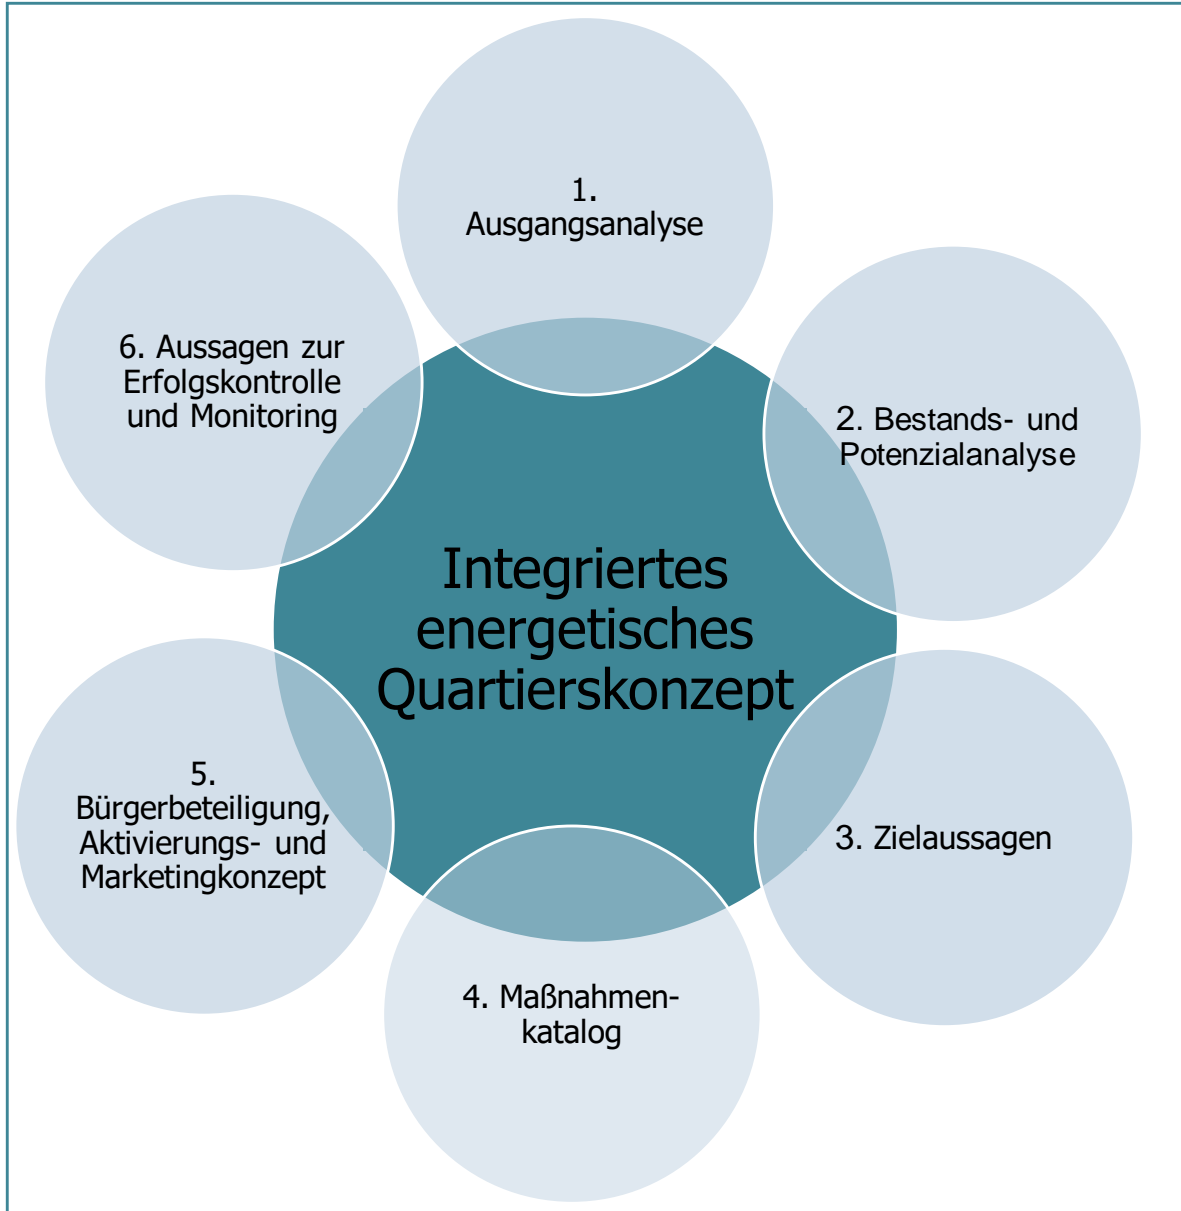 1.
Ausgangsanalyse
2. Bestands- und
Potenzialanalyse
3. Zielaussagen
4. Maßnahmen-
katalog
5.
Bürgerbeteiligung,
Aktivierungs- und
Marketingkonzept
6. Aussagen zur
Erfolgskontrolle
und Monitoring
Integriertes
energetisches
Quartierskonzept